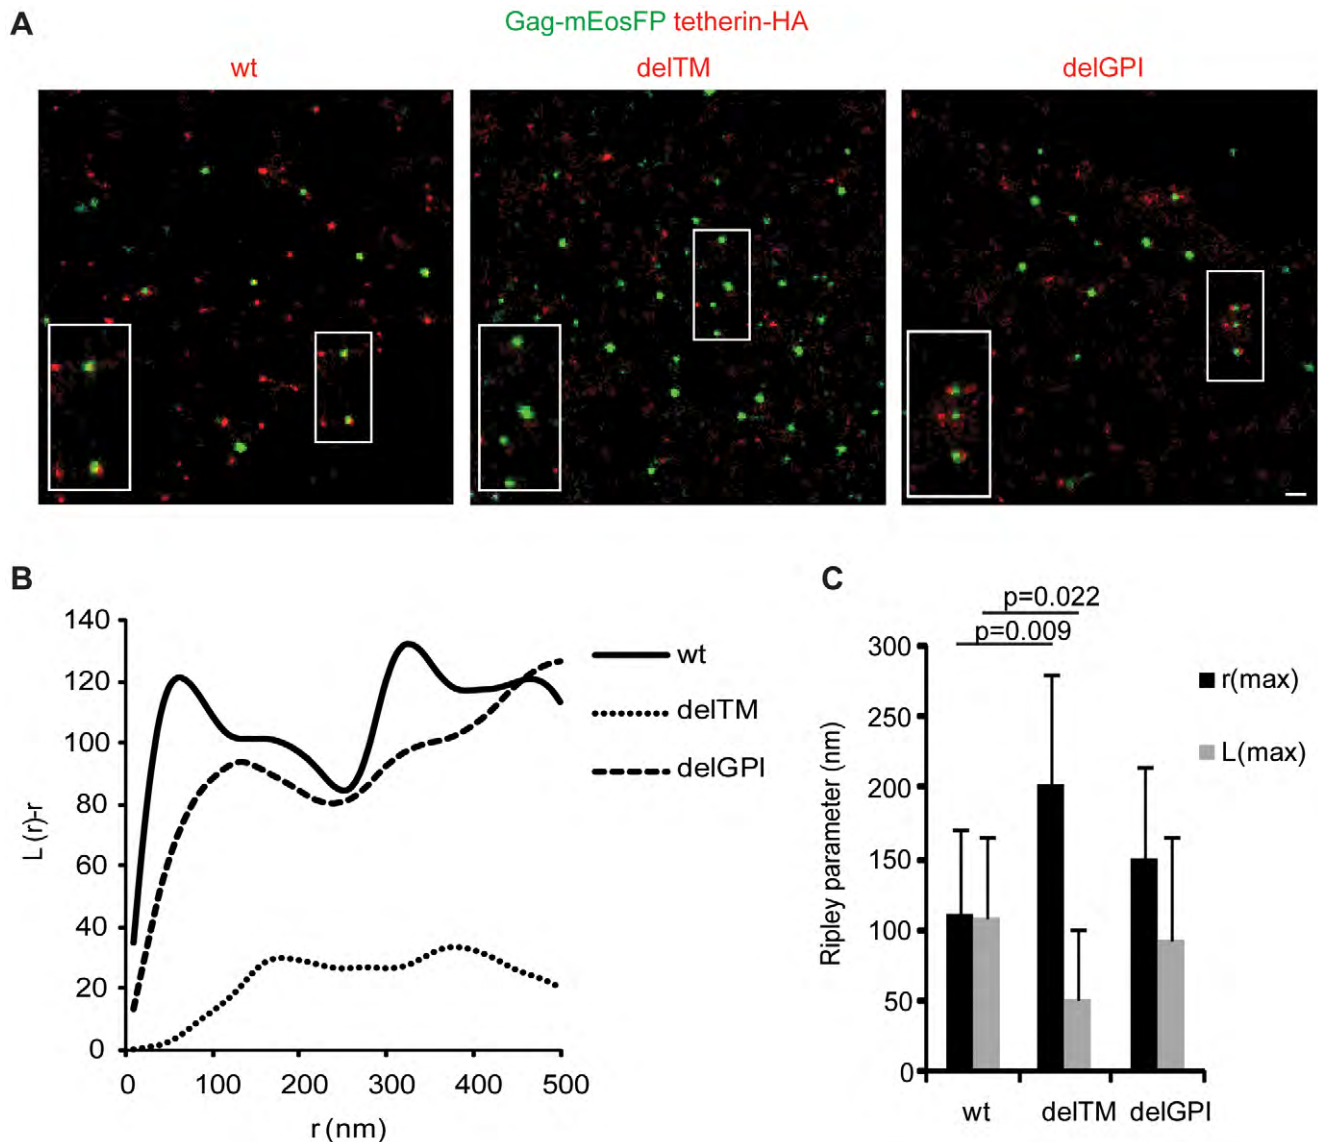 A
Gag-mEosFP tetherin-HA
wt
delTM
delGPI
B
140
120
100
80
60
40
20
0
L (r)-r
0 100 200 300 400 500
r (nm)
wt
delTM
delGPI
C
p=0.022
p=0.009
300
250
200
150
100
50
0
Ripley parameter (nm)
wt delTM delGPI
r(max)
L(max)